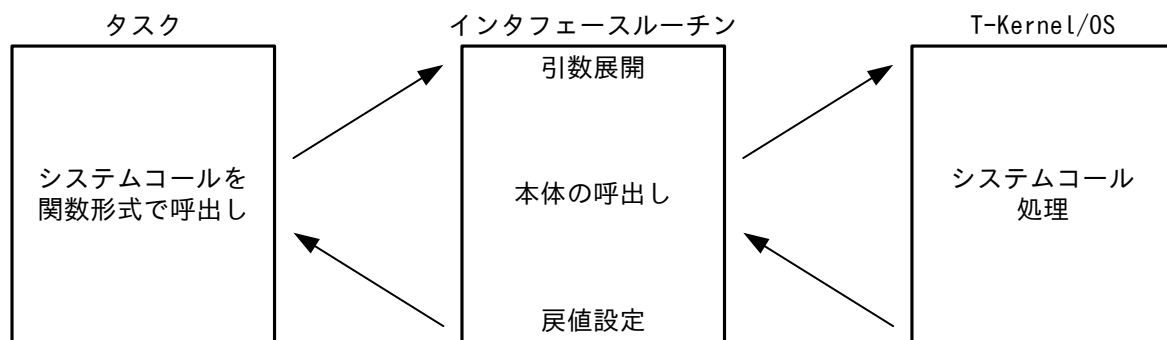 タスク
インタフェースルーチン
T-Kernel/OS
引数展開
システムコールを
関数形式で呼出し
本体の呼出し
システムコール
処理
戻値設定